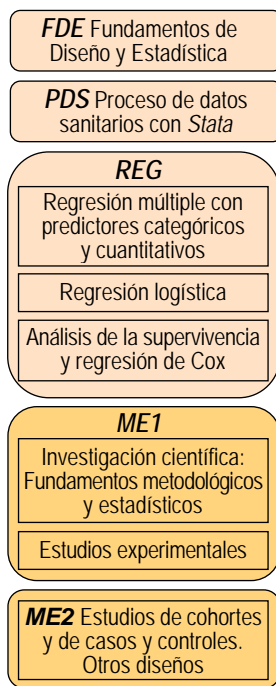 FDE Fundamentos de
Diseño y Estadística
PDS Proceso de datos
sanitarios con Stata
REG
Regresión múltiple con
predictores categóricos
y cuantitativos
Regresión logística
Análisis de la supervivencia
y regresión de Cox
ME1
Investigación científica:
Fundamentos metodológicos
y estadísticos
Estudios experimentales
ME2 Estudios de cohortes
y de casos y controles.
Otros diseños